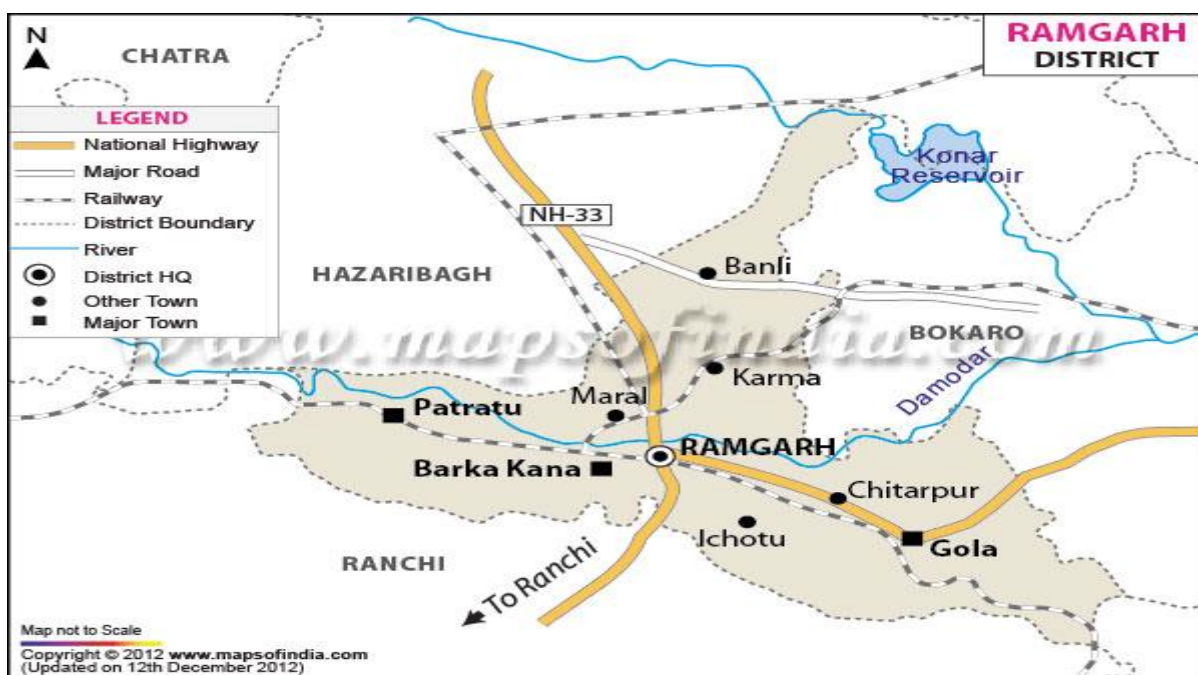 N
CHATRA
RAMGARH
DISTRICT
LEGEND
National Highway
Major Road
Railway
District Boundary
River
District HQ
Other Town
Major Town
Konar
Reservoir
NH-33
HAZARIBAGH
Banli
www.mapsofindia.com
BOKARO
Damodar
Karma
Maral
Patratu
RAMGARH
Barka Kana
Chitarpur
Ichotu
Gola
RANCHI
To Ranchi
Map not to Scale
Copyright © 2012 www.mapsofindia.com
(Updated on 12th December 2012)